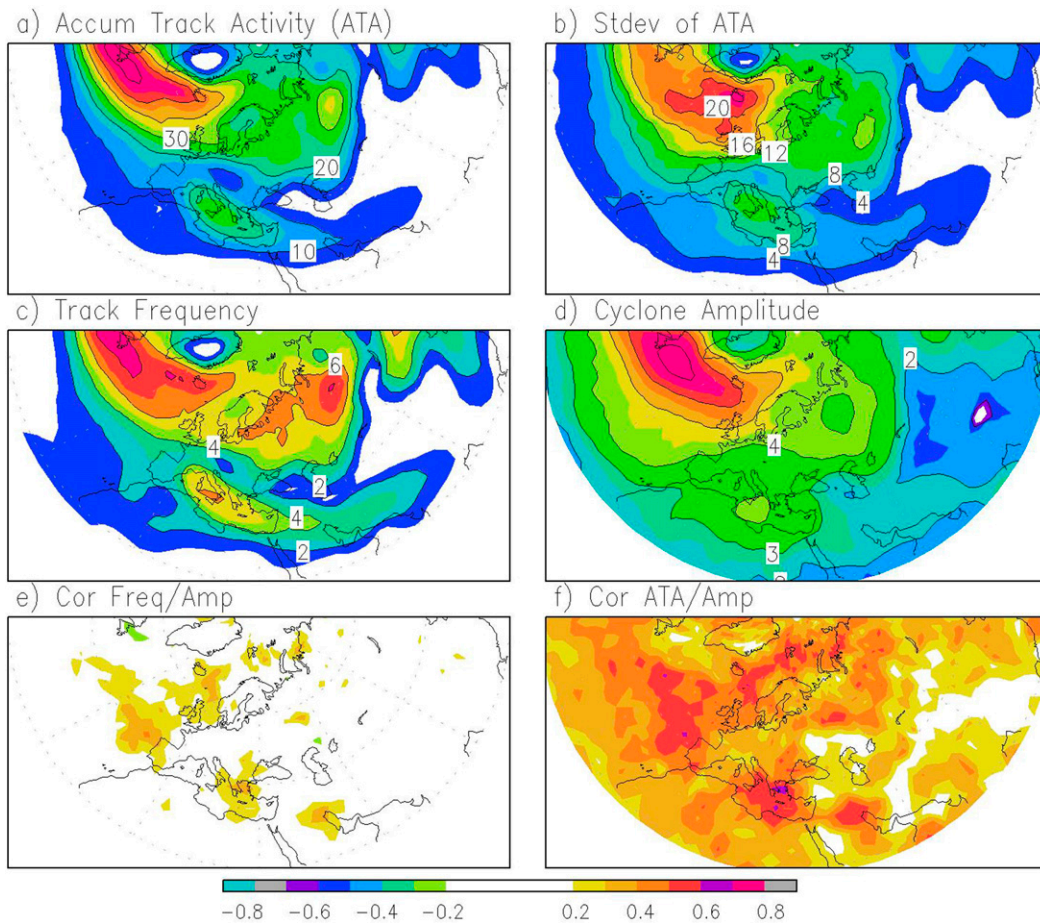 a) Accum Track Activity (ATA)
b) Stdev of ATA
30
20
10
20
16
12
8
4
8
4
c) Track Frequency
d) Cyclone Amplitude
6
4
2
4
2
2
4
3
e) Cor Freq/Amp
f) Cor ATA/Amp
-0.8 -0.6 -0.4 -0.2 0.2 0.4 0.6 0.8